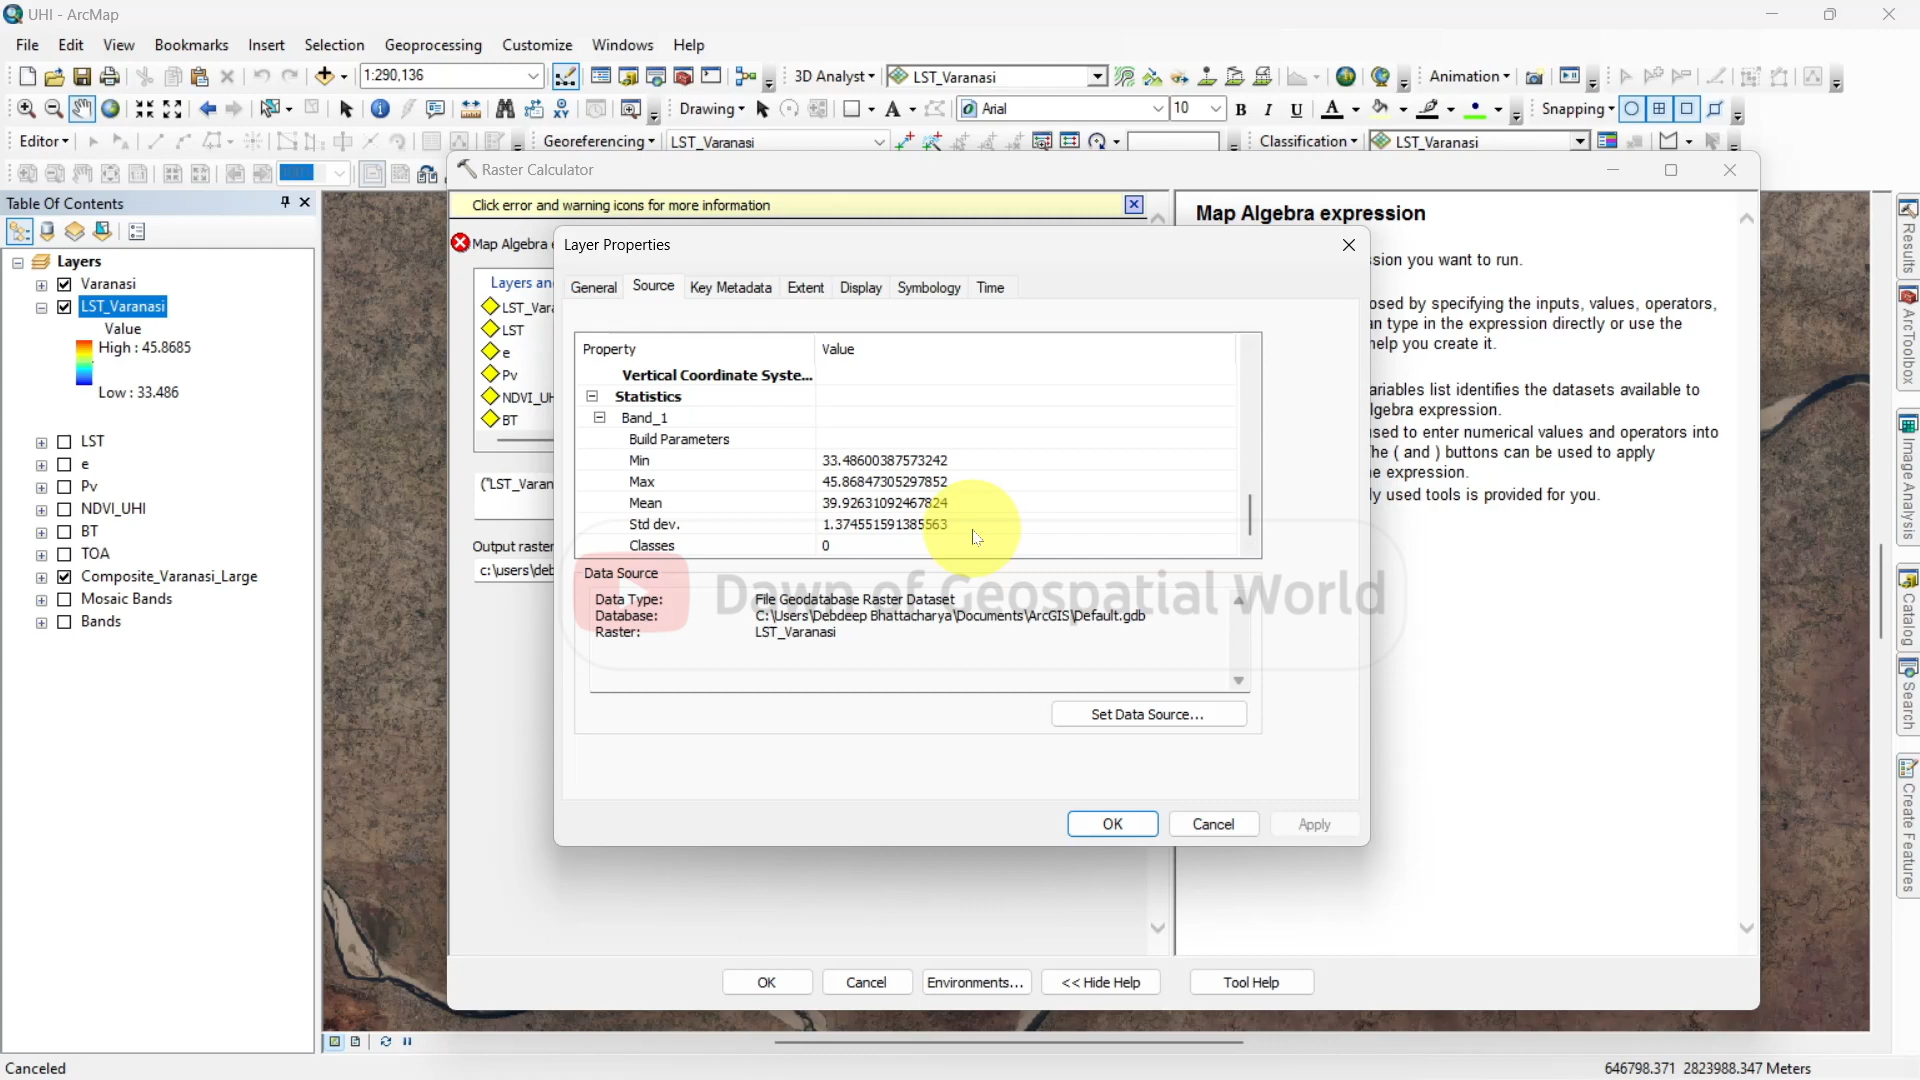 UHI - ArcMap
File Edit View Bookmarks Insert Selection Geoprocessing Customize Windows Help
1:290,136
3D Analyst
LST_Varanasi
Animation
Drawing
Arial
10
B I U A
Snapping
Editor
Georeferencing
LST_Varanasi
Classification
LST_Varanasi
Raster Calculator
Table Of Contents
Click error and warning icons for more information
Map Algebra expression
Map Algebra e
Layer Properties
Layers
Varanasi
LST_Varanasi
Value
High : 45.8685
Low : 33.486
LST
e
Pv
NDVI_UHI
BT
TOA
Composite_Varanasi_Large
Mosaic Bands
Bands
Layers an
LST_Vara
LST
e
Pv
NDVI_UH
BT
("LST_Varan
Output raster
c:\users\deb
General Source Key Metadata Extent Display Symbology Time
Property Value
Vertical Coordinate Syste...
Statistics
Band_1
Build Parameters
Min 33.48600387573242
Max 45.86847305297852
Mean 39.92631092467824
Std dev. 1.374551591385563
Classes 0
Data Source
Data Type: File Geodatabase Raster Dataset
Database: C:\Users\Debdeep Bhattacharya\Documents\ArcGIS\Default.gdb
Raster: LST_Varanasi
Dawn of Geospatial World
Set Data Source...
OK Cancel Apply
sion you want to run.
osed by specifying the inputs, values, operators,
n type in the expression directly or use the
help you create it.
ariables list identifies the datasets available to
lgebra expression.
sed to enter numerical values and operators into
he ( and ) buttons can be used to apply
e expression.
y used tools is provided for you.
OK Cancel Environments... << Hide Help Tool Help
Results
ArcToolbox
Image Analysis
Catalog
Search
Create Features
Canceled
646798.371 2823988.347 Meters